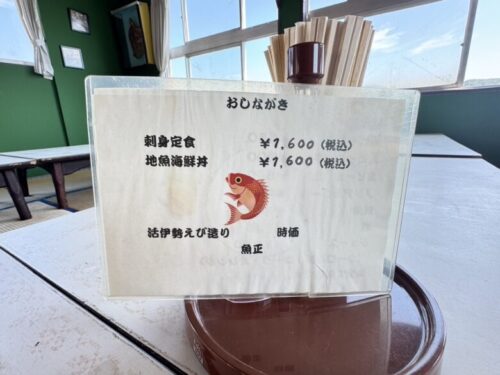 おしながき
刺身定食 ¥1,600(税込)
地魚海鮮丼 ¥1,600(税込)
活伊勢えび造り 時価
魚正